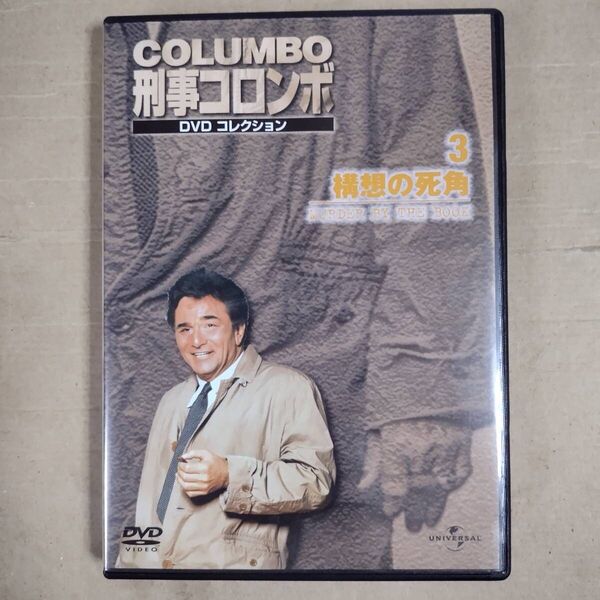 COLUMBO
刑事コロンボ
DVD コレクション
3
構想の死角
MURDER BY THE BOOK
DVD
VIDEO
UNIVERSAL